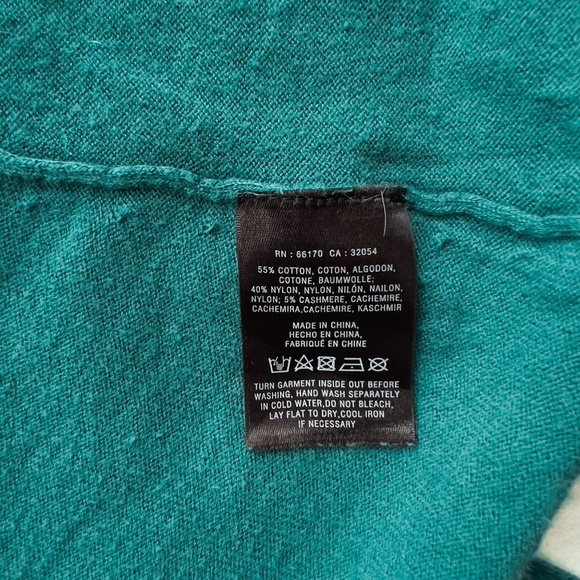 RN : 66170 CA : 32054
55% COTTON, COTON, ALGODON,
COTONE, BAUMWOLLE;
40% NYLON, NYLON, NILÓN, NAILON,
NYLON; 5% CASHMERE, CACHEMIRE,
CACHEMIRA,CACHEMIRE, KASCHMIR
MADE IN CHINA,
HECHO EN CHINA,
FABRIQUÉ EN CHINE
TURN GARMENT INSIDE OUT BEFORE
WASHING, HAND WASH SEPARATELY
IN COLD WATER,DO NOT BLEACH,
LAY FLAT TO DRY,COOL IRON
IF NECESSARY